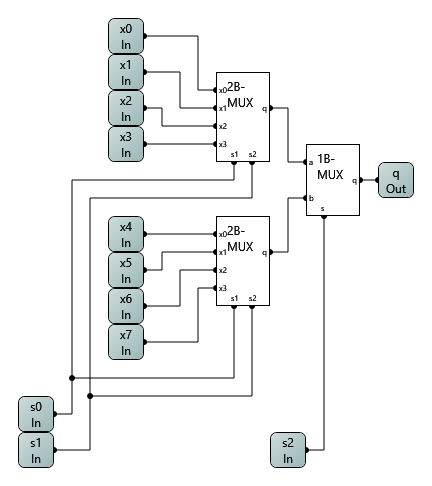 x0
In
x1
In
x2
In
x3
In
x0
x1
x2
x3
2B-
MUX
q
s1 s2
a
b
1B-
MUX
q
s
q
Out
x4
In
x5
In
x6
In
x7
In
x0
x1
x2
x3
2B-
MUX
q
s1 s2
s0
In
s1
In
s2
In